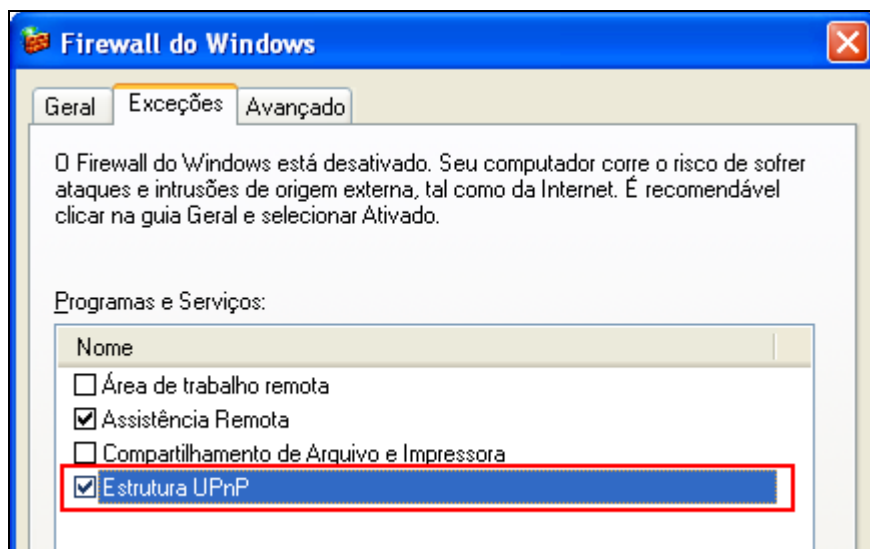 Firewall do Windows
Geral
Exceções
Avançado
O Firewall do Windows está desativado. Seu computador corre o risco de sofrer
ataques e intrusões de origem externa, tal como da Internet. É recomendável
clicar na guia Geral e selecionar Ativado.
Programas e Serviços:
Nome
Área de trabalho remota
Assistência Remota
Compartilhamento de Arquivo e Impressora
Estrutura UPnP